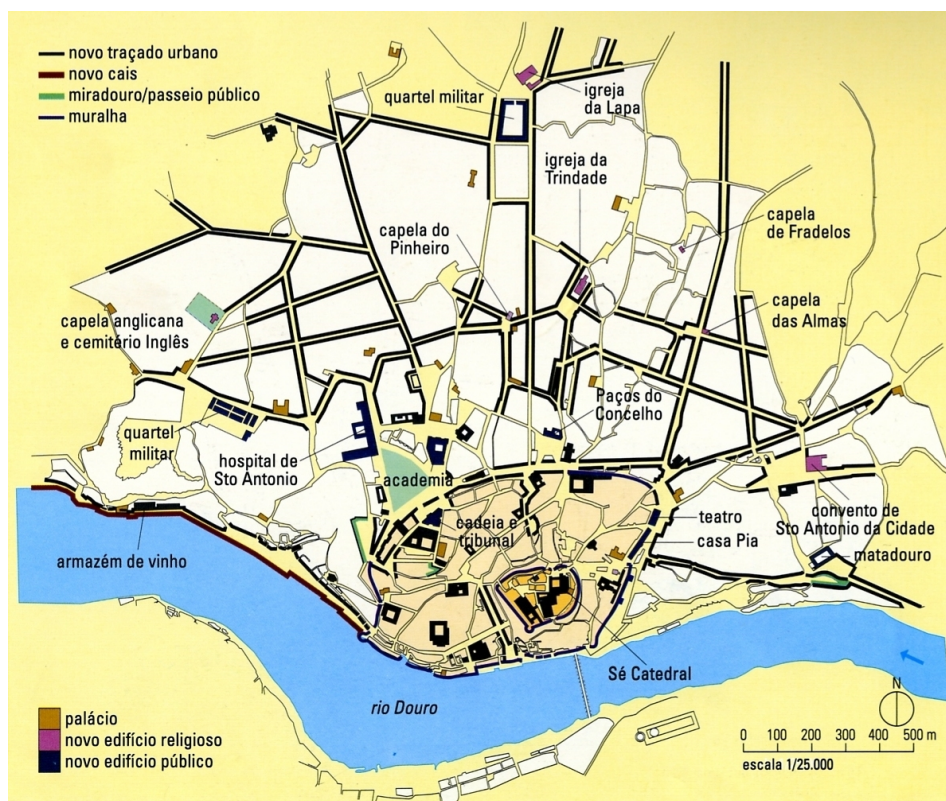 novo traçado urbano
novo cais
miradouro/passeio público
muralha
quartel militar
igreja
da Lapa
igreja da
Trindade
capela
de Fradelos
capela do
Pinheiro
capela
das Almas
capela anglicana
e cemitério Inglês
Paços do
Concelho
quartel
militar
hospital de
Sto Antonio
academia
cadeia e
tribunal
teatro
casa Pia
convento de
Sto Antonio da Cidade
matadouro
armazém de vinho
Sé Catedral
rio Douro
N
0 100 200 300 400 500 m
escala 1/25.000
palácio
novo edifício religioso
novo edifício público